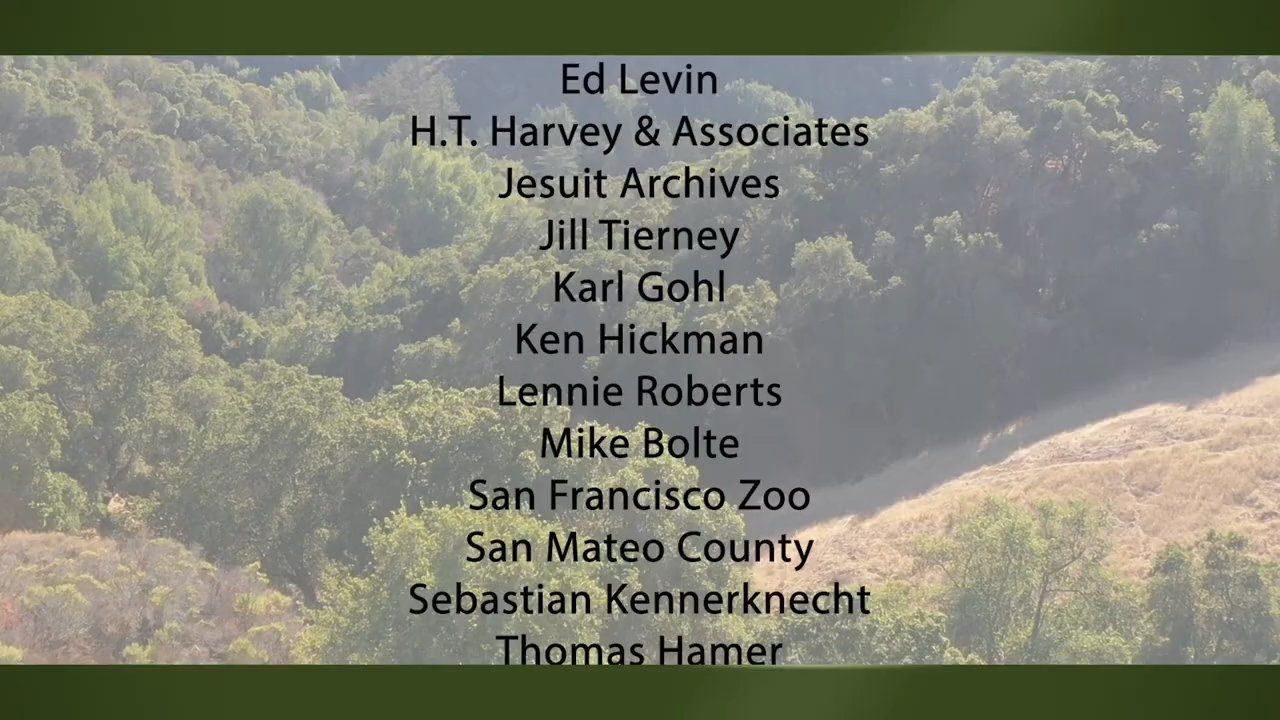 Ed Levin
H.T. Harvey & Associates
Jesuit Archives
Jill Tierney
Karl Gohl
Ken Hickman
Lennie Roberts
Mike Bolte
San Francisco Zoo
San Mateo County
Sebastian Kennerknecht
Thomas Hamer